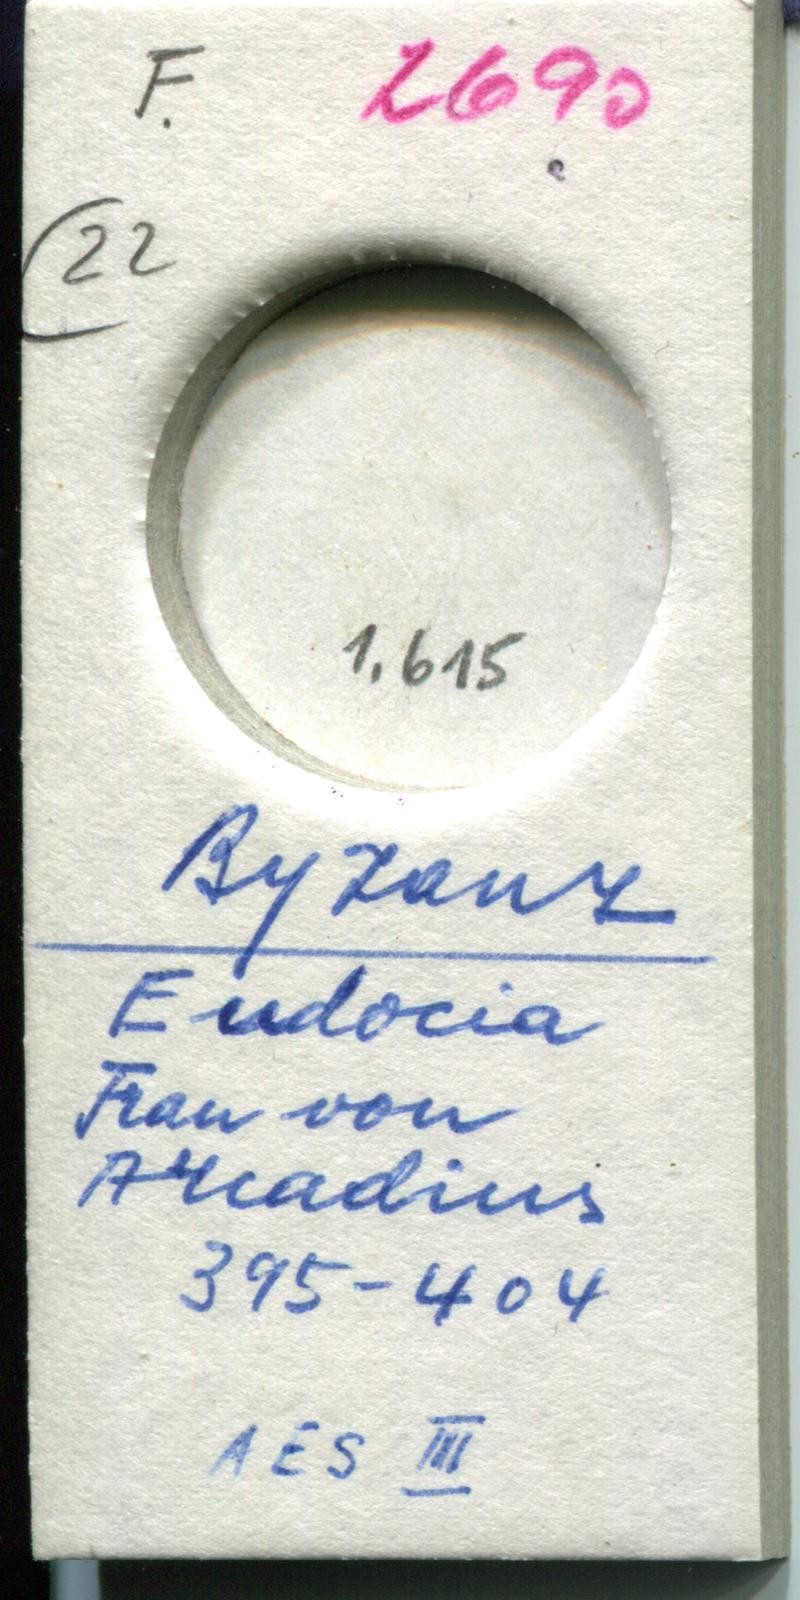 F. 2690
22
1,615
Byzanz
Eudocia
Frau von
Arcadius
395-404
AES III